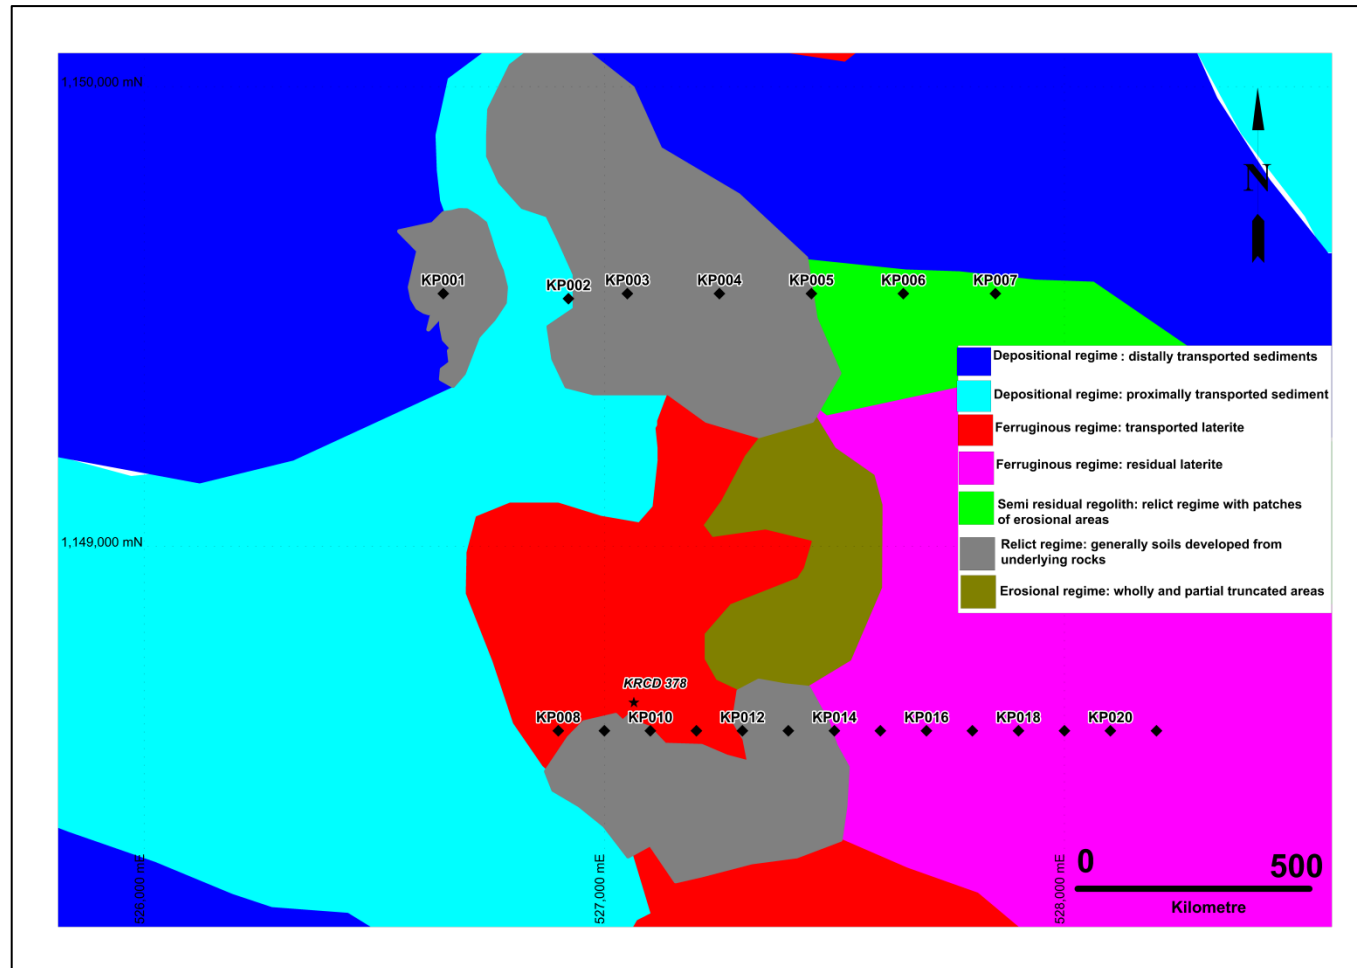 1,150,000 mN
N
KP001
KP002
KP003
KP004
KP005
KP006
KP007
Depositional regime : distally transported sediments
Depositional regime: proximally transported sediment
Ferruginous regime: transported laterite
Ferruginous regime: residual laterite
Semi residual regolith: relict regime with patches
of erosional areas
Relict regime: generally soils developed from
underlying rocks
Erosional regime: wholly and partial truncated areas
1,149,000 mN
KRCD 378
KP008
KP010
KP012
KP014
KP016
KP018
KP020
526,000 mE
527,000 mE
528,000 mE
0 500
Kilometre